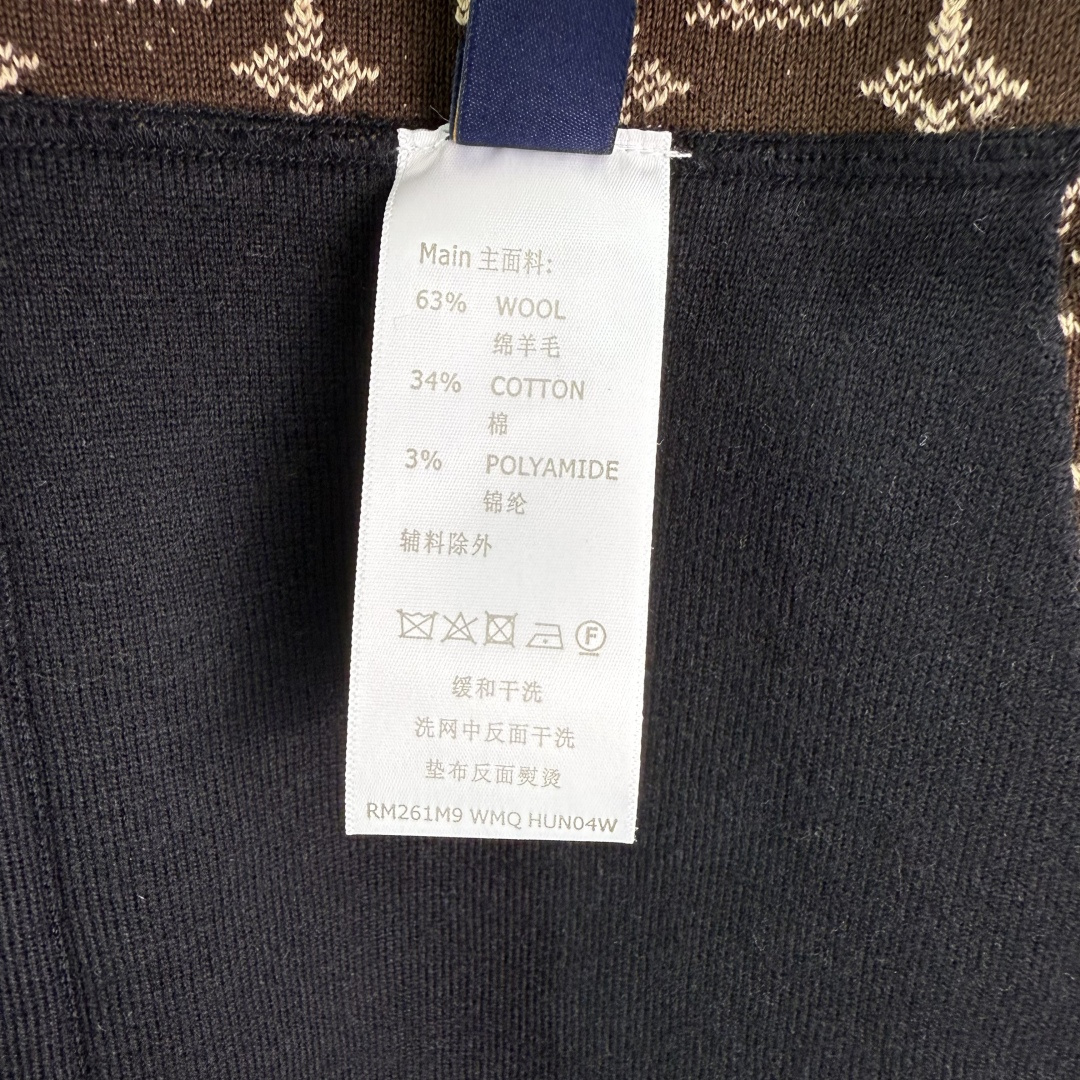 Main 主面料:
63% WOOL
绵羊毛
34% COTTON
棉
3% POLYAMIDE
锦纶
辅料除外
F
缓和干洗
洗网中反面干洗
垫布反面熨烫
RM261M9 WMQ HUN04W